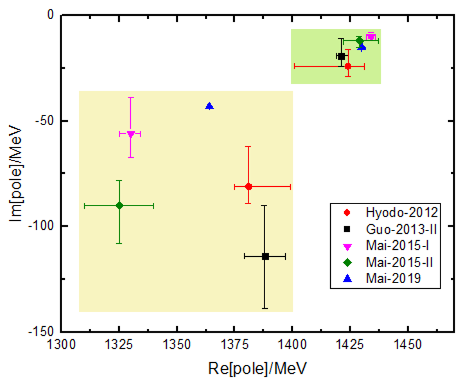 0
-50
-100
-150
Im[pole]/MeV
1300 1325 1350 1375 1400 1425 1450
Re[pole]/MeV
Hyodo-2012
Guo-2013-II
Mai-2015-I
Mai-2015-II
Mai-2019